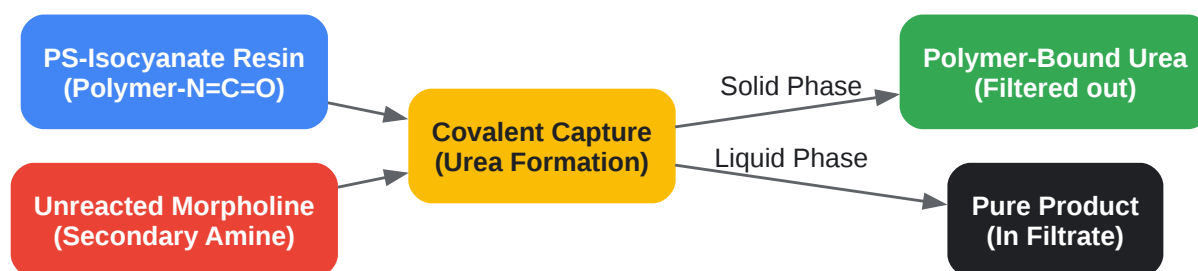 PS-Isocyanate Resin
(Polymer-N=C=O)
Unreacted Morpholine
(Secondary Amine)
Covalent Capture
(Urea Formation)
Solid Phase
Liquid Phase
Polymer-Bound Urea
(Filtered out)
Pure Product
(In Filtrate)